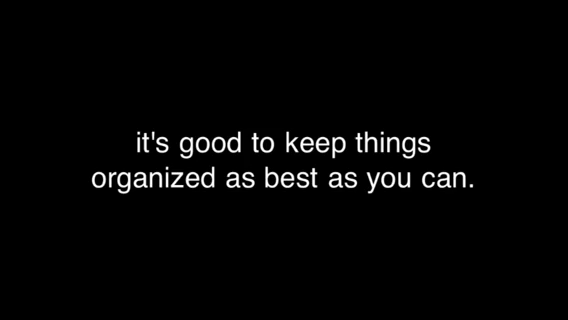 it's good to keep things
organized as best as you can.